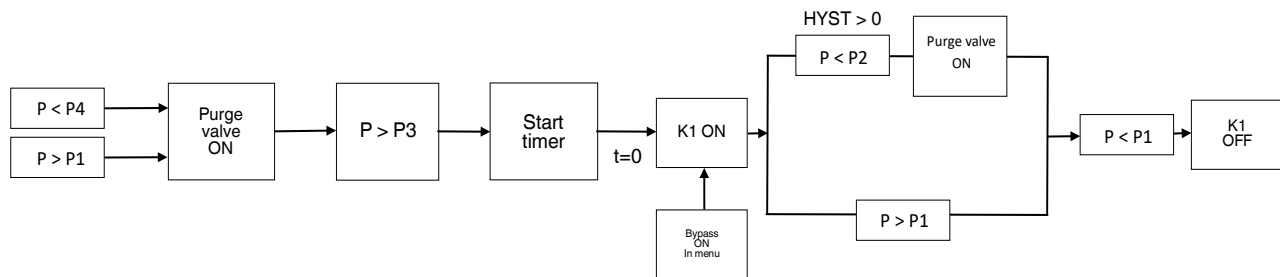 P < P4
P > P1
Purge
valve
ON
P > P3
Start
timer
t=0
K1 ON
Bypass
ON
In menu
HYST > 0
P < P2
Purge valve
ON
P > P1
P < P1
K1
OFF